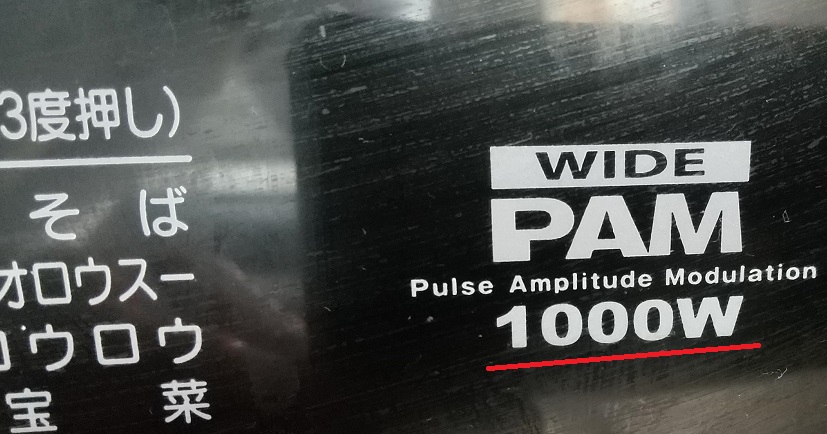 3度押し)
そば
オロウスー
ロウロウ
宝菜
WIDE
PAM
Pulse Amplitude Modulation
1000W